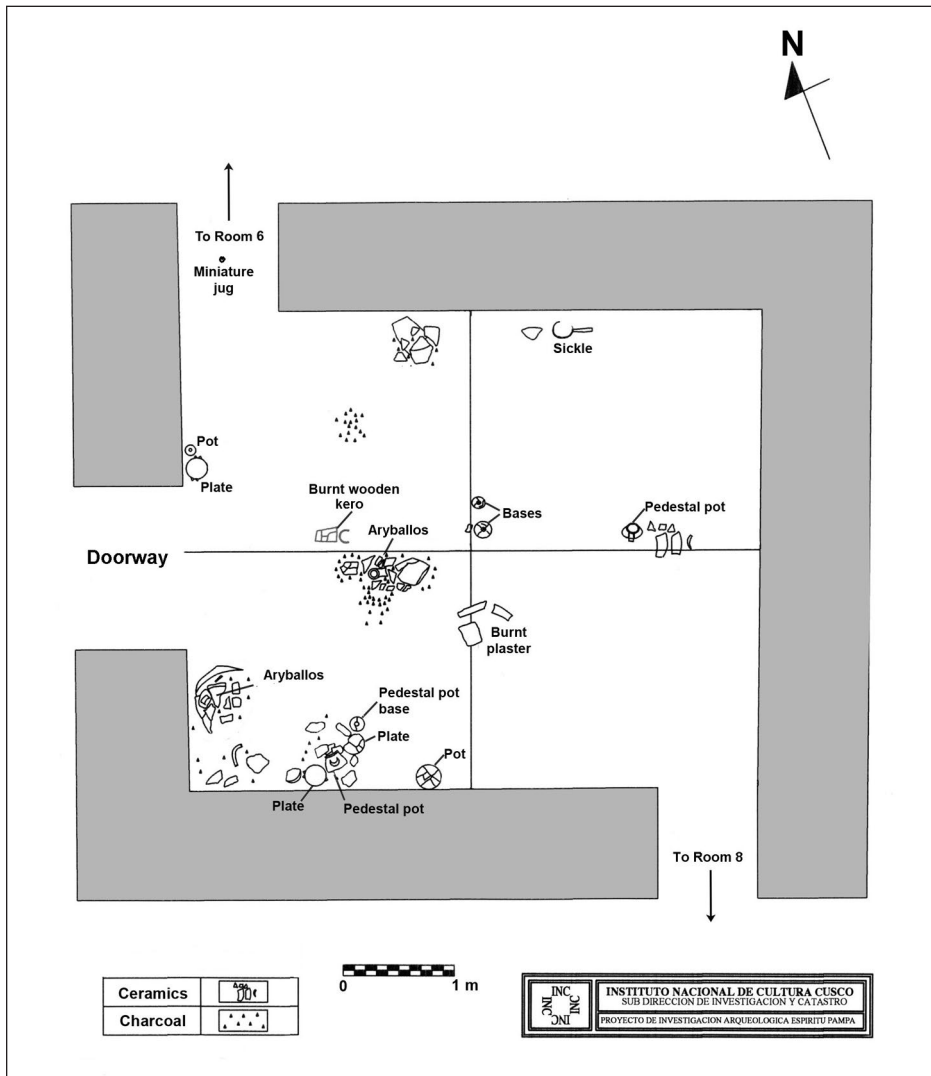 N
To Room 6
Miniature
jug
Sickle
Pot
Plate
Burnt wooden
kero
Aryballos
Bases
Pedestal pot
Doorway
Burnt
plaster
Aryballos
Pedestal pot
base
Plate
Pot
Plate
Pedestal pot
To Room 8
Ceramics
Charcoal
0 1 m
INC
INC
INC
INC
INSTITUTO NACIONAL DE CULTURA CUSCO
SUB DIRECCION DE INVESTIGACION Y CATASTRO
PROYECTO DE INVESTIGACION ARQUEOLOGICA ESPIRITU PAMPA